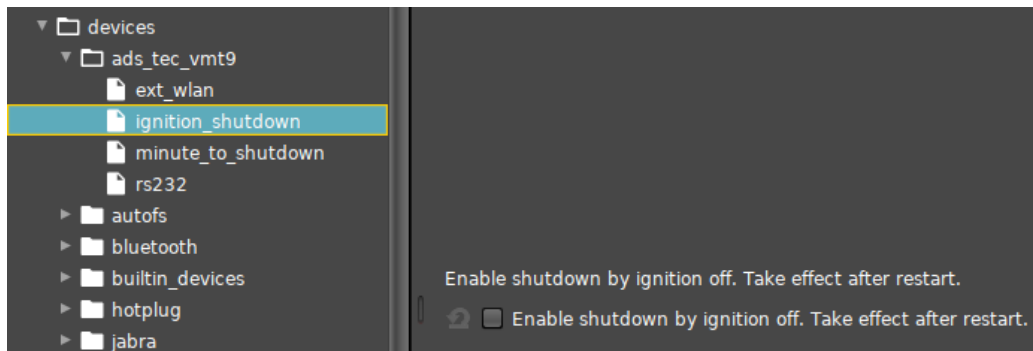 devices
ads_tec_vmt9
ext_wlan
ignition_shutdown
minute_to_shutdown
rs232
autofs
bluetooth
builtin_devices
hotplug
jabra
Enable shutdown by ignition off. Take effect after restart.
Enable shutdown by ignition off. Take effect after restart.